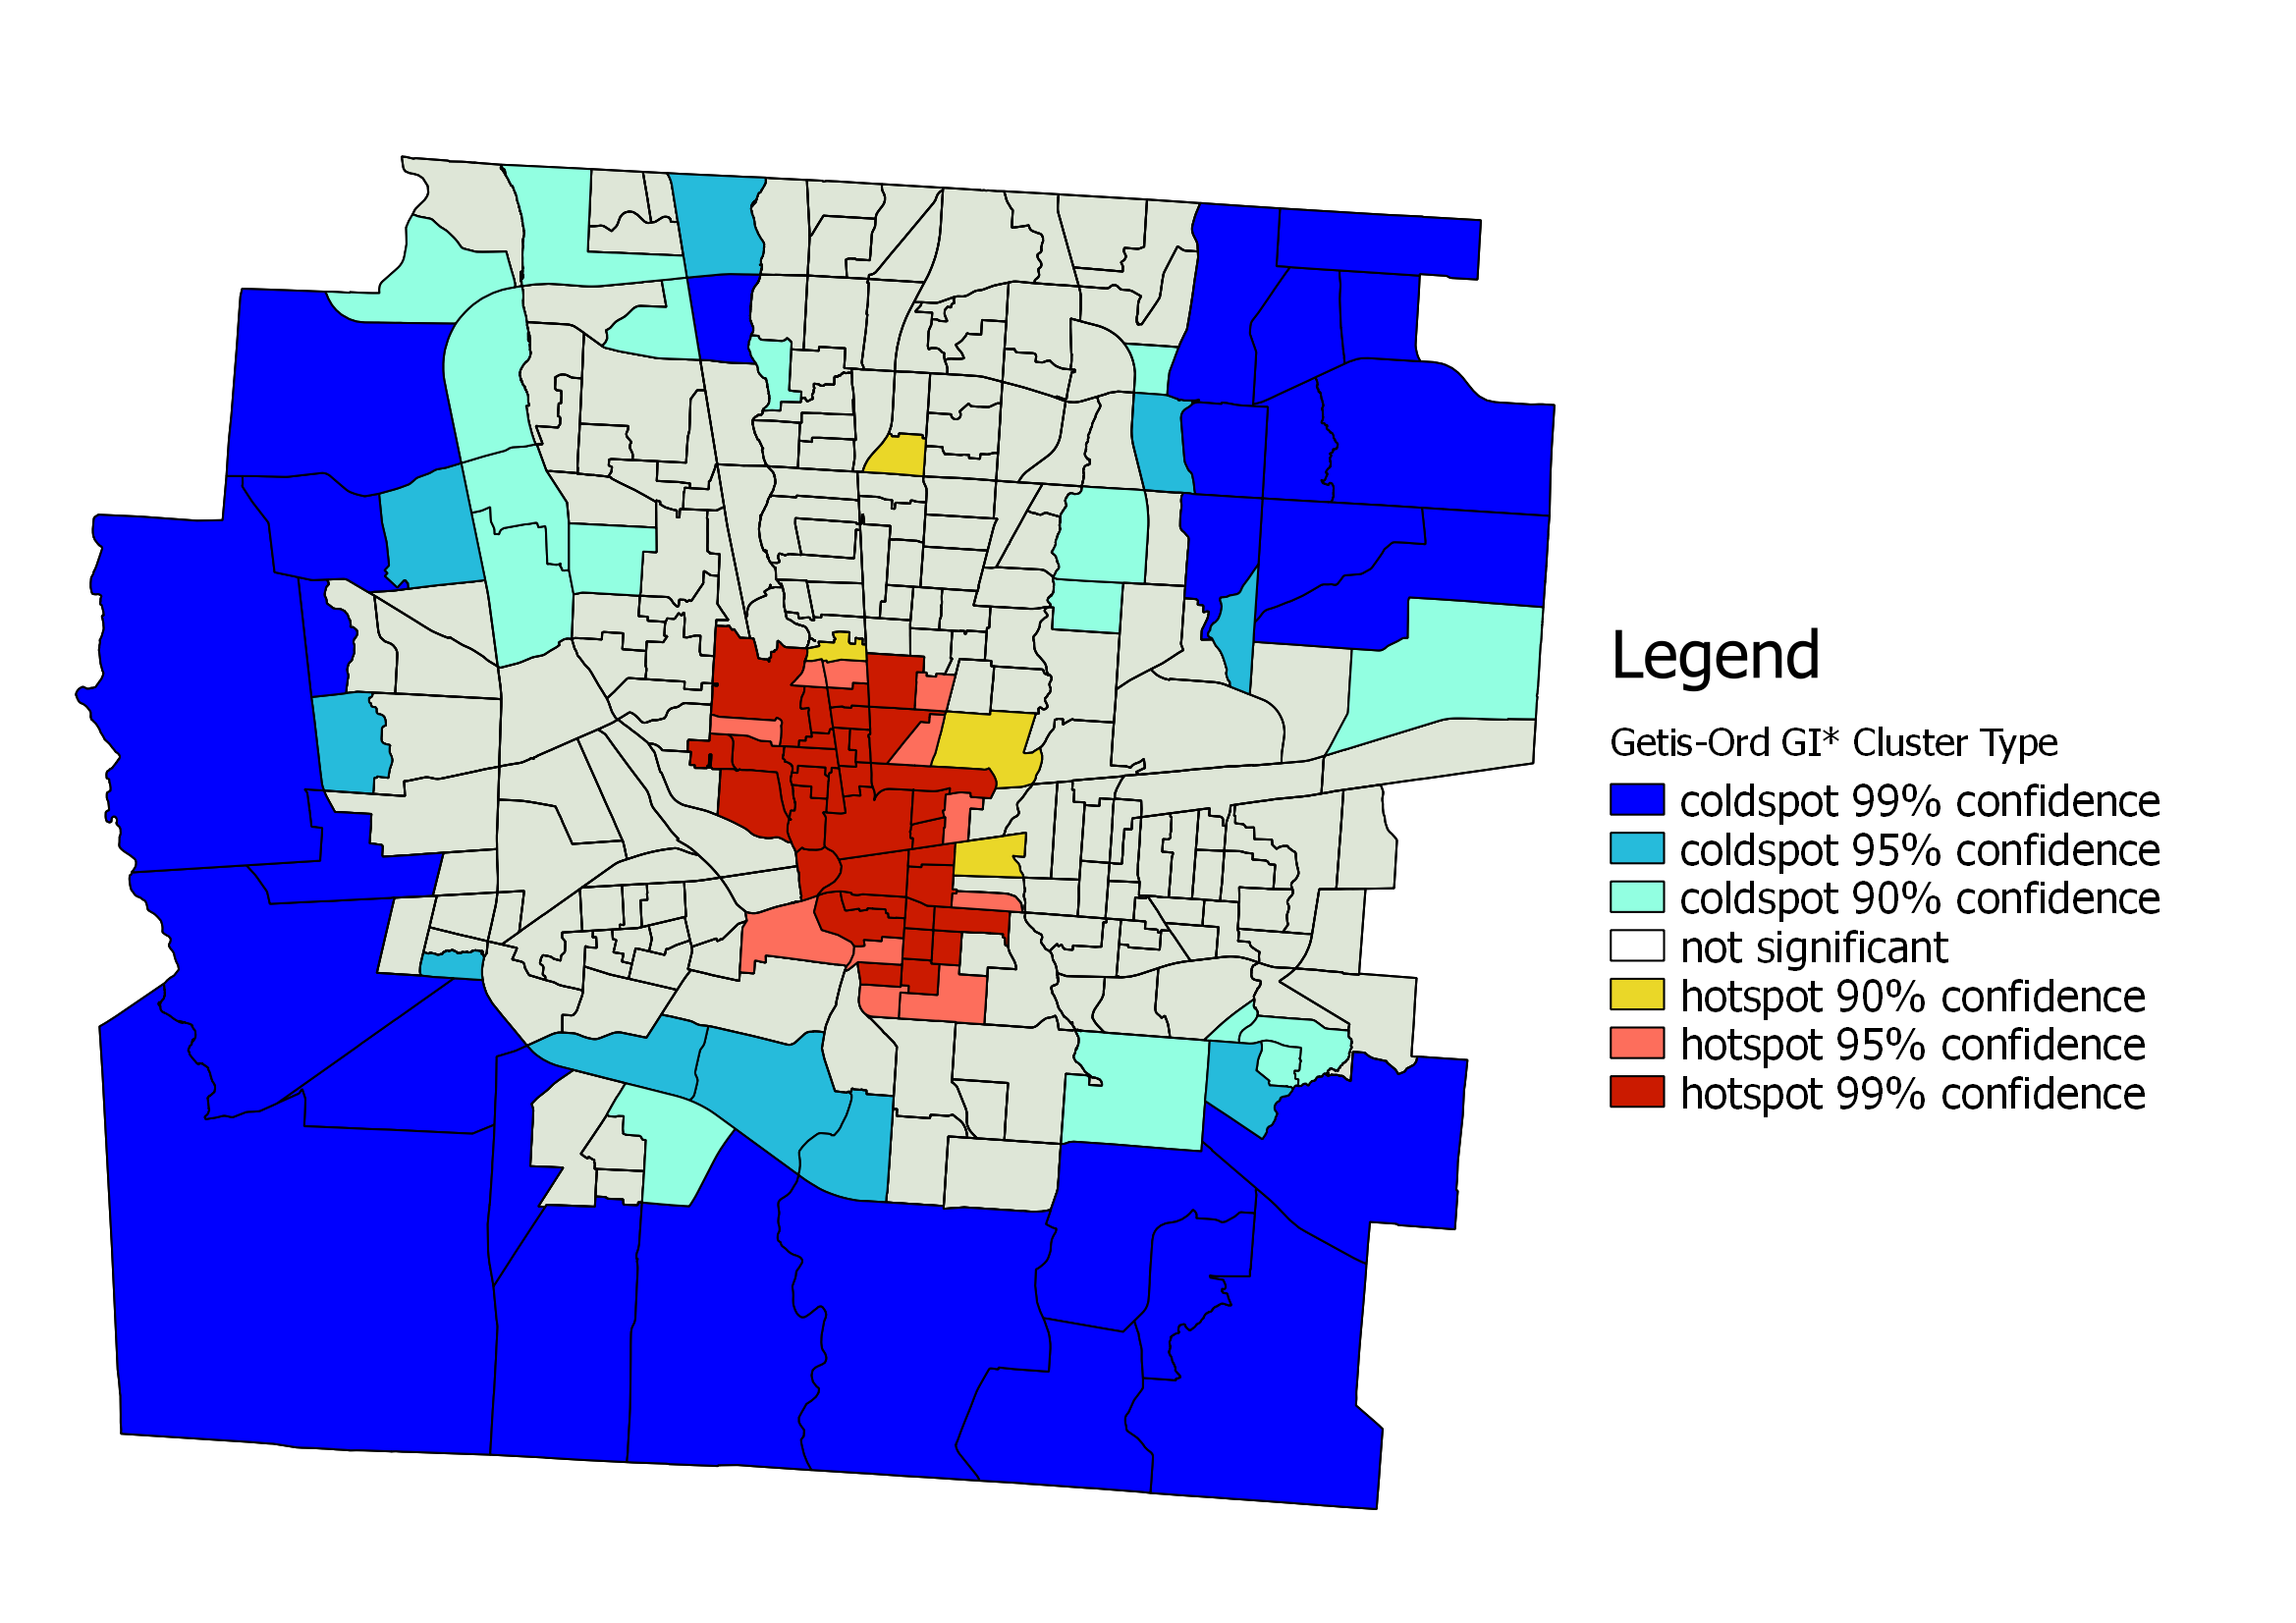 Legend
Getis-Ord GI* Cluster Type
coldspot 99% confidence
coldspot 95% confidence
coldspot 90% confidence
not significant
hotspot 90% confidence
hotspot 95% confidence
hotspot 99% confidence